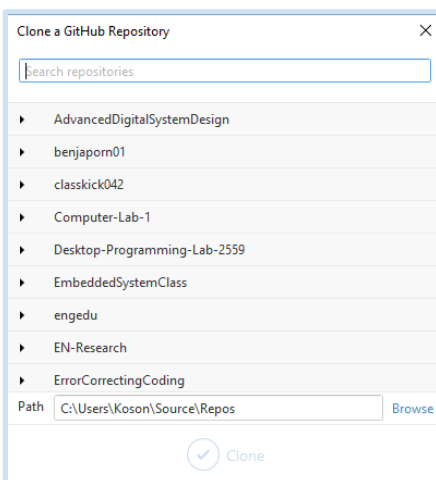 Clone a GitHub Repository
Search repositories
AdvancedDigitalSystemDesign
benjaporn01
classkick042
Computer-Lab-1
Desktop-Programming-Lab-2559
EmbeddedSystemClass
engedu
EN-Research
ErrorCorrectingCoding
Path C:\Users\Koson\Source\Repos Browse
Clone